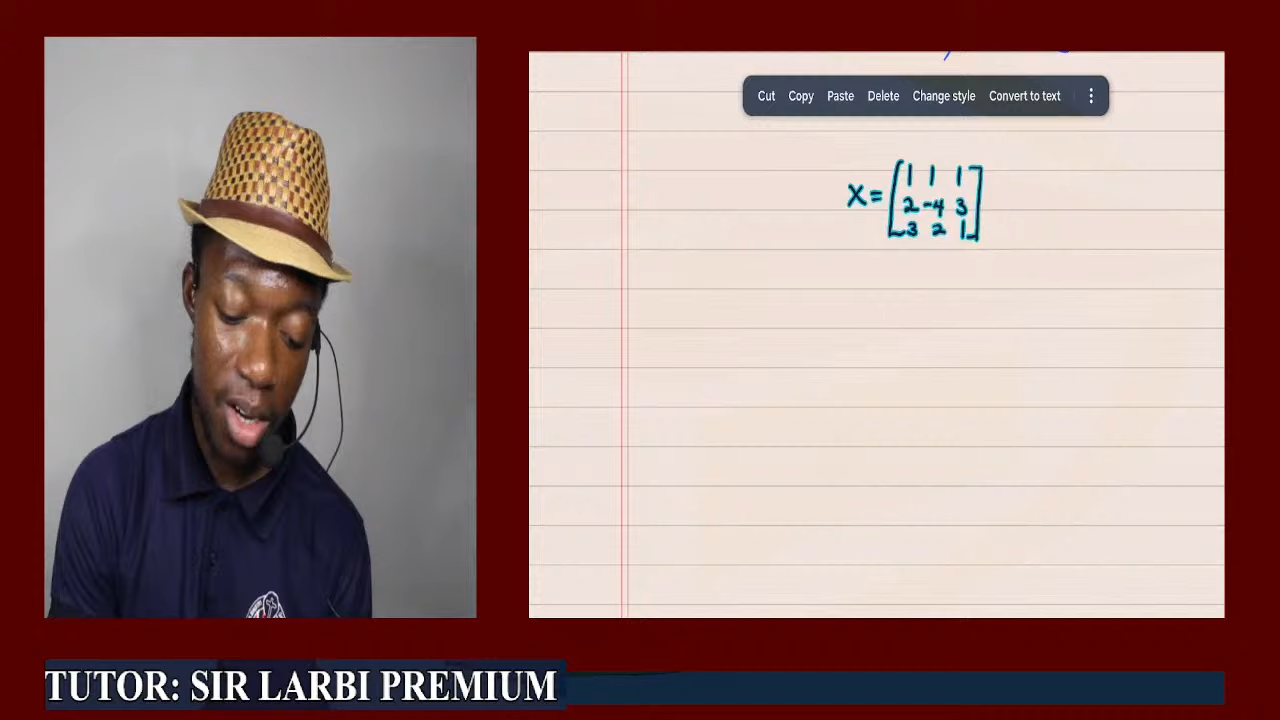 Cut Copy Paste Delete Change style Convert to text
X = [1 1 1
2 -4 3
3 2 1]
TUTOR: SIR LARBI PREMIUM